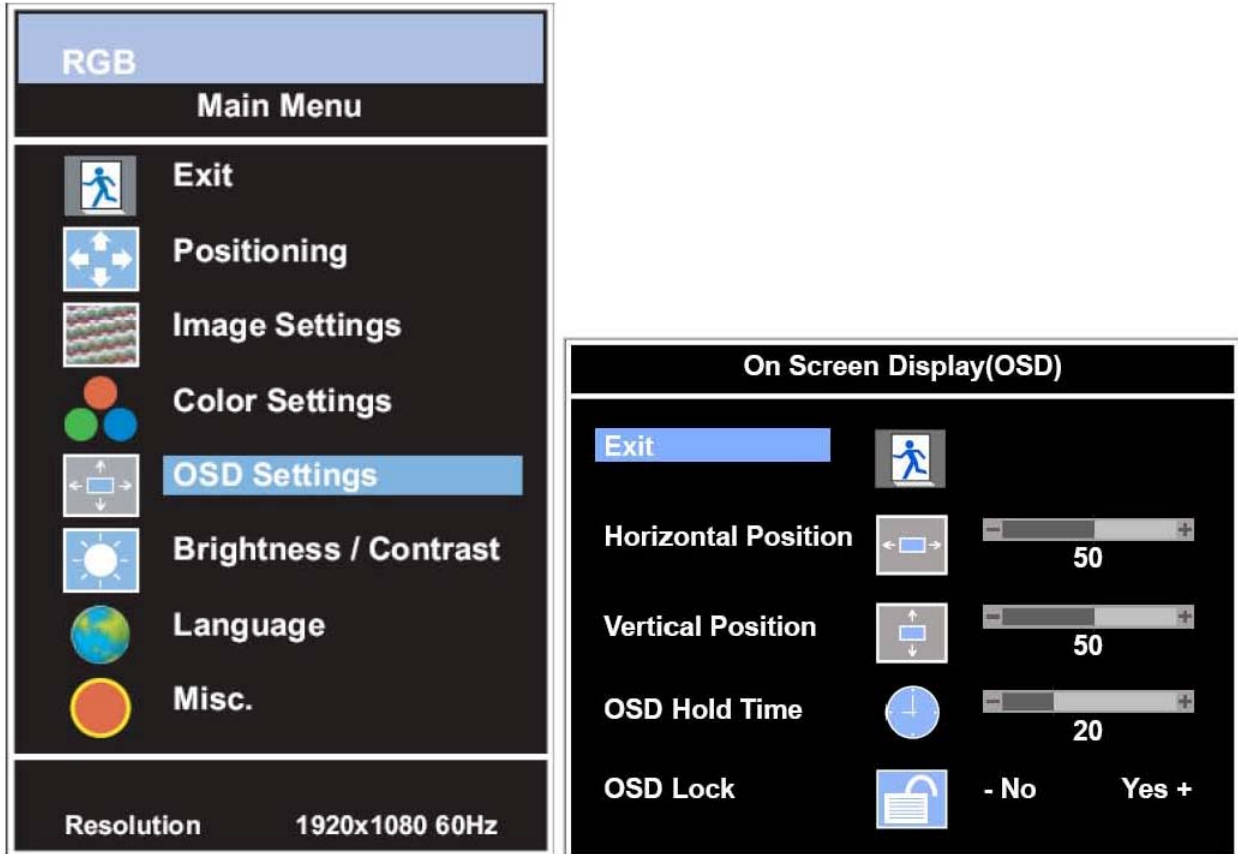 RGB
Main Menu
Exit
Positioning
Image Settings
Color Settings
OSD Settings
Brightness / Contrast
Language
Misc.
Resolution 1920x1080 60Hz
On Screen Display(OSD)
Exit
Horizontal Position - +
50
Vertical Position - +
50
OSD Hold Time - +
20
OSD Lock - No Yes +